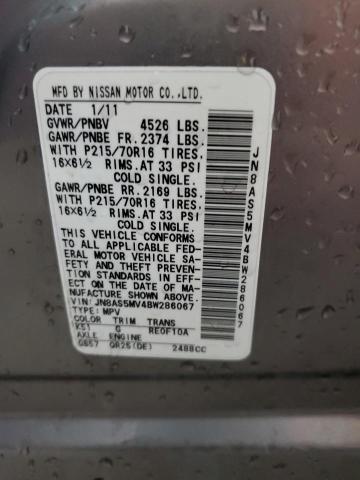 MFD BY NISSAN MOTOR CO.,LTD.
DATE 1/11
GVWR/PNBV 4526 LBS.
GAWR/PNBE FR. 2374 LBS.
WITH P215/70R16 TIRES.
16X6½ RIMS.AT 33 PSI
COLD SINGLE.
GAWR/PNBE RR. 2169 LBS.
WITH P215/70R16 TIRES.
16X6½ RIMS.AT 33 PSI
COLD SINGLE.
THIS VEHICLE CONFORMS
TO ALL APPLICABLE FED-
ERAL MOTOR VEHICLE SA-
FETY AND THEFT PREVENTION
STANDARDS IN EFF-
ECT ON THE DATE OF MA-
NUFACTURE SHOWN ABOVE.
VIN: JN8AS5MV4BW286067
TYPE: MPV
COLOR TRIM TRANS
K51 G RE0F10A
AXLE ENGINE
GB57 QR25(DE) 2488CC
JN8AS5MV4BW286067